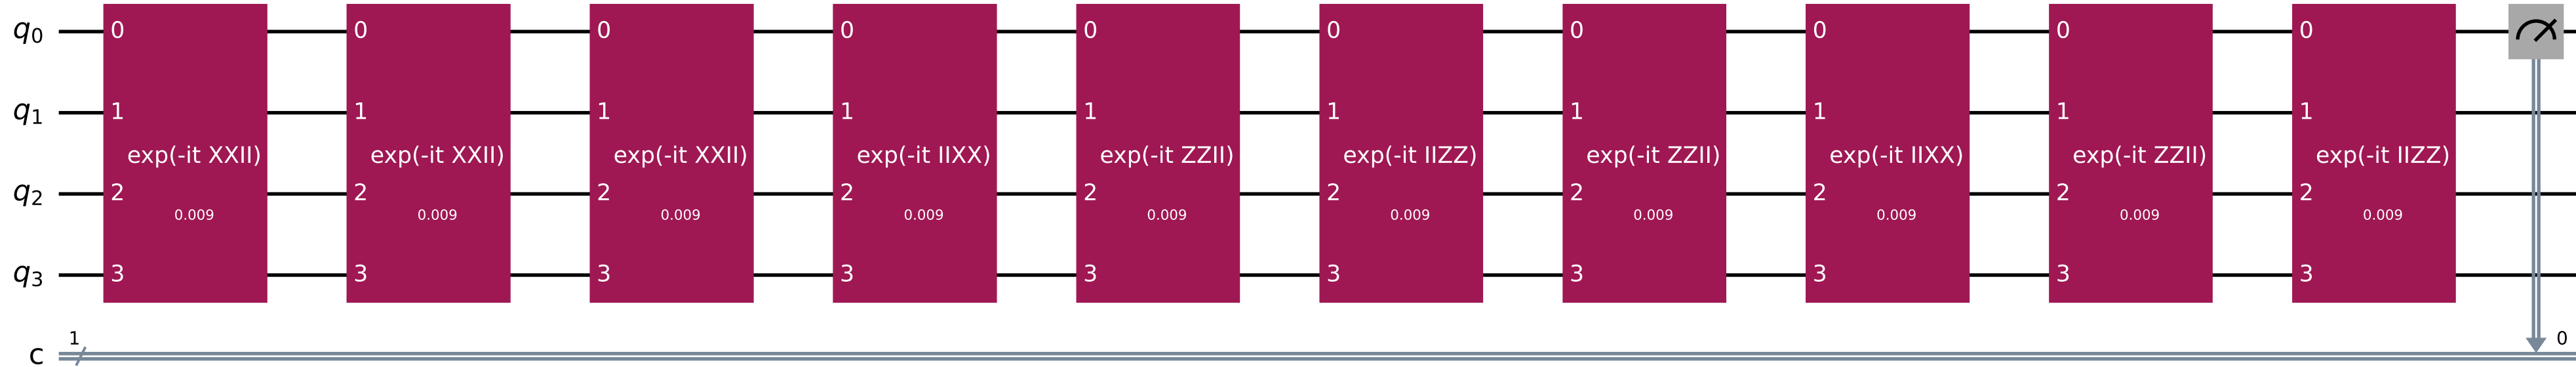 q0 0 0 0 0 0 0 0 0 0 0
q1 1 1 1 1 1 1 1 1 1 1
exp(-it XXII) exp(-it XXII) exp(-it XXII) exp(-it IIXX) exp(-it ZZII) exp(-it IIZZ) exp(-it ZZII) exp(-it IIXX) exp(-it ZZII) exp(-it IIZZ)
q2 2 2 2 2 2 2 2 2 2 2
0.009 0.009 0.009 0.009 0.009 0.009 0.009 0.009 0.009 0.009
q3 3 3 3 3 3 3 3 3 3 3
1 0
c